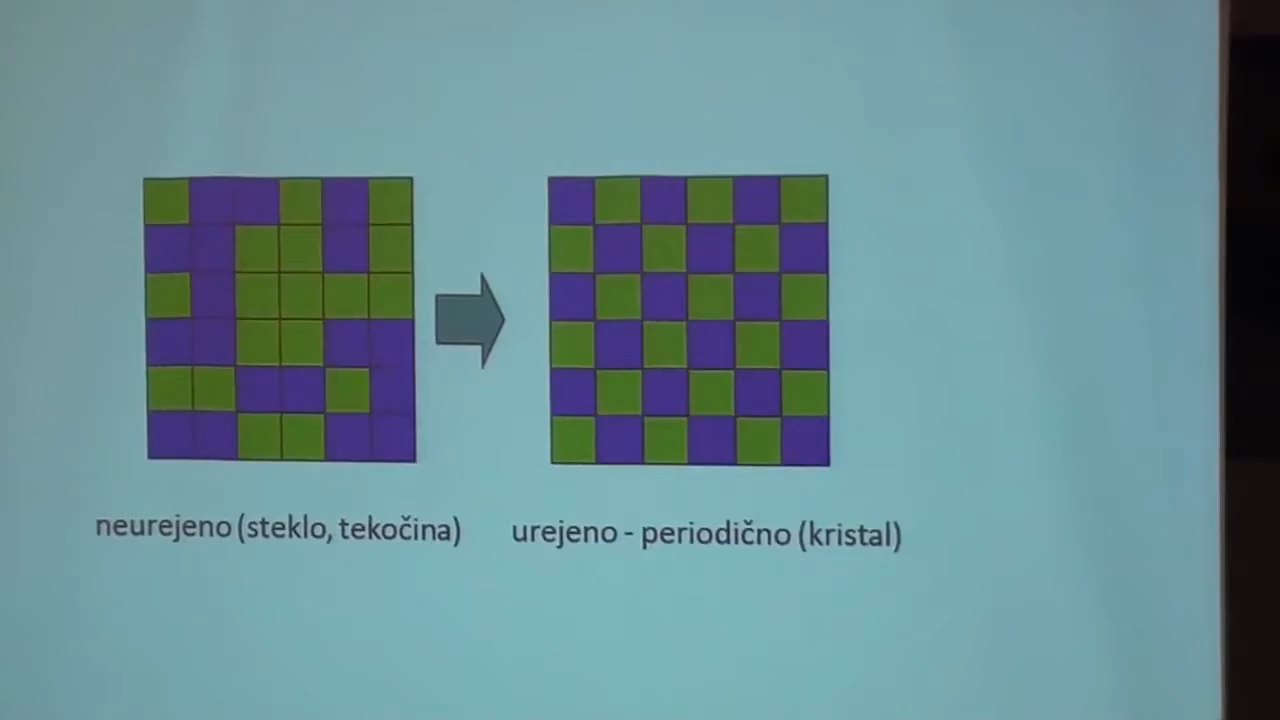 neurejeno (steklo, tekočina)
urejeno - periodično (kristal)